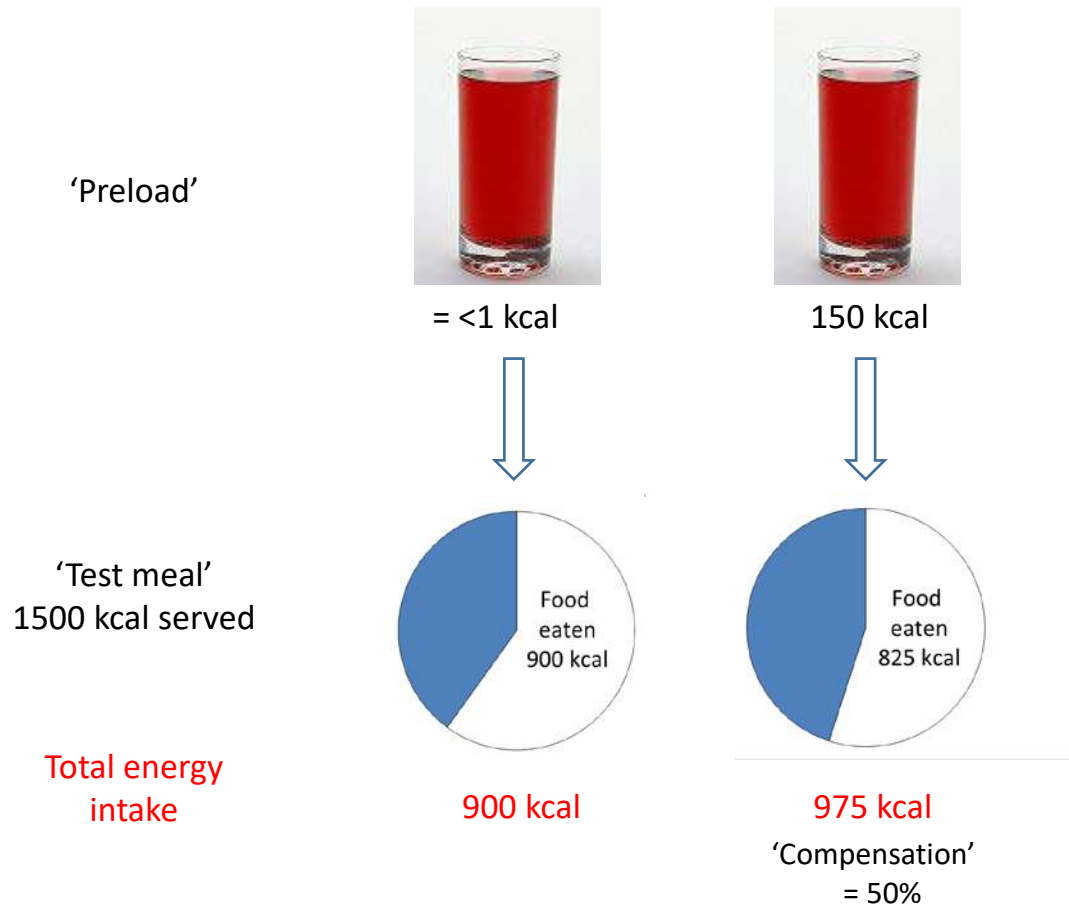 ‘Preload’
= <1 kcal
150 kcal
‘Test meal’
1500 kcal served
Food
eaten
900 kcal
Food
eaten
825 kcal
Total energy
intake
900 kcal
975 kcal
‘Compensation’
= 50%